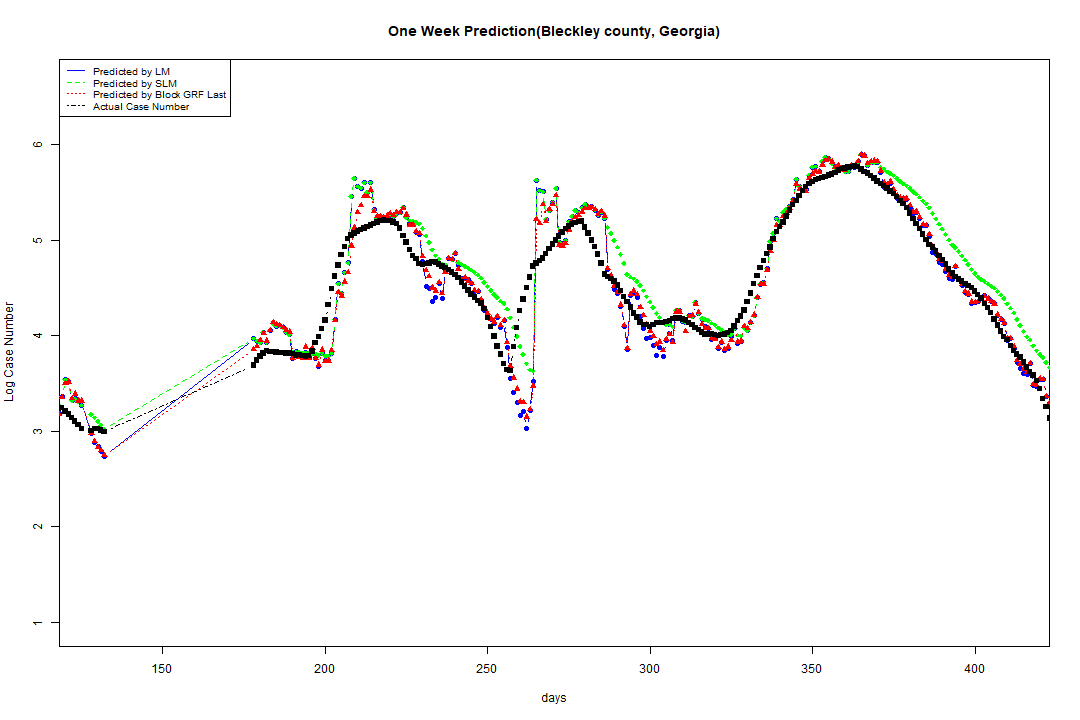 One Week Prediction(Bleckley county, Georgia)
Predicted by LM
Predicted by SLM
Predicted by Block GRF Last
Actual Case Number
6
5
4
3
2
1
Log Case Number
150 200 250 300 350 400
days